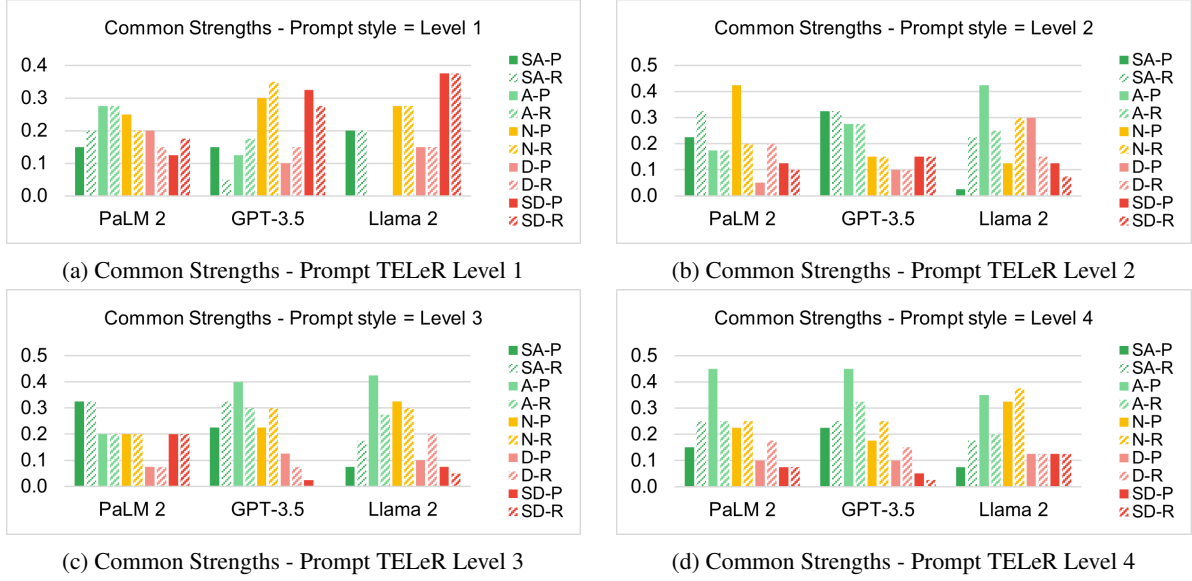 Common Strengths - Prompt style = Level 1
0.4
0.3
0.2
0.1
0.0
PaLM 2 GPT-3.5 Llama 2
SA-P
SA-R
A-P
A-R
N-P
N-R
D-P
D-R
SD-P
SD-R
(a) Common Strengths - Prompt TELeR Level 1
Common Strengths - Prompt style = Level 2
0.5
0.4
0.3
0.2
0.1
0.0
PaLM 2 GPT-3.5 Llama 2
SA-P
SA-R
A-P
A-R
N-P
N-R
D-P
D-R
SD-P
SD-R
(b) Common Strengths - Prompt TELeR Level 2
Common Strengths - Prompt style = Level 3
0.5
0.4
0.3
0.2
0.1
0.0
PaLM 2 GPT-3.5 Llama 2
SA-P
SA-R
A-P
A-R
N-P
N-R
D-P
D-R
SD-P
SD-R
(c) Common Strengths - Prompt TELeR Level 3
Common Strengths - Prompt style = Level 4
0.5
0.4
0.3
0.2
0.1
0.0
PaLM 2 GPT-3.5 Llama 2
SA-P
SA-R
A-P
A-R
N-P
N-R
D-P
D-R
SD-P
SD-R
(d) Common Strengths - Prompt TELeR Level 4